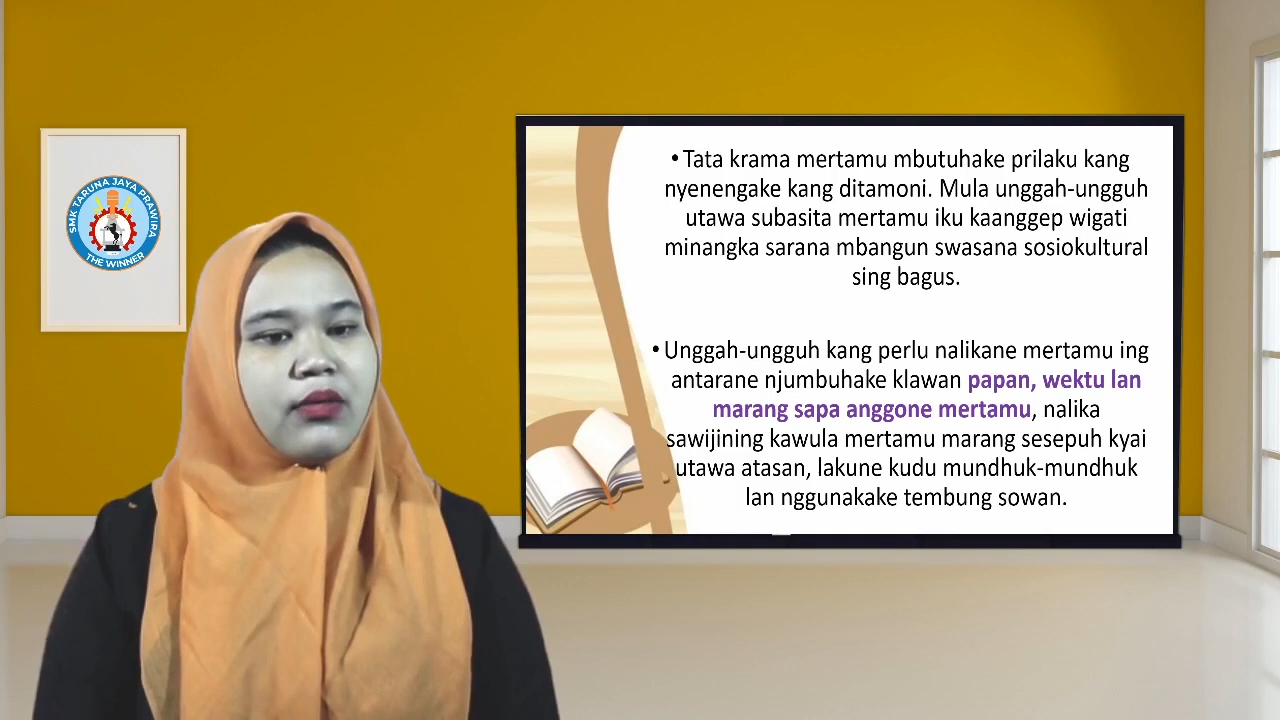 SMK TARUNA JAYA PRAWIRA
THE WINNER
• Tata krama mertamu mbutuhake prilaku kang
nyenengake kang ditamoni. Mula unggah-ungguh
utawa subasita mertamu iku kaanggep wigati
minangka sarana mbangun swasana sosiokultural
sing bagus.
• Unggah-ungguh kang perlu nalikane mertamu ing
antarane njumbuhake klawan papan, wektu lan
marang sapa anggone mertamu, nalika
sawijining kawula mertamu marang sesepuh kyai
utawa atasan, lakune kudu mundhuk-mundhuk
lan nggunakake tembung sowan.